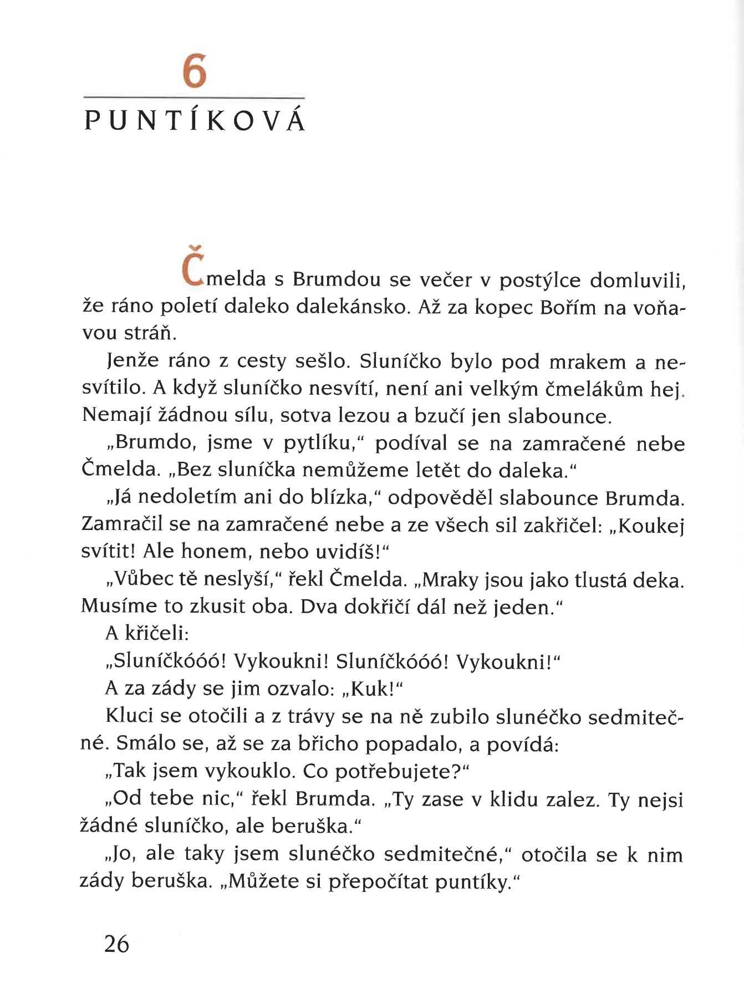 6
PUNTÍKOVÁ
Čmelda s Brumdou se večer v postýlce domluvili,
že ráno poletí daleko dalekánsko. Až za kopec Bořím na voňa-
vou stráň.
Jenže ráno z cesty sešlo. Sluníčko bylo pod mrakem a ne-
svítilo. A když sluníčko nesvítí, není ani velkým čmelákům hej.
Nemají žádnou sílu, sotva lezou a bzučí jen slabounce.
„Brumdo, jsme v pytlíku,“ podíval se na zamračené nebe
Čmelda. „Bez sluníčka nemůžeme letět do daleka.“
„Já nedoletím ani do blízka,“ odpověděl slabounce Brumda.
Zamračil se na zamračené nebe a ze všech sil zakřičel: „Koukej
svítit! Ale honem, nebo uvidíš!“
„Vůbec tě neslyší,“ řekl Čmelda. „Mraky jsou jako tlustá deka.
Musíme to zkusit oba. Dva dokřičí dál než jeden.“
A křičeli:
„Sluníčkóóó! Vykoukni! Sluníčkóóó! Vykoukni!“
A za zády se jim ozvalo: „Kuk!“
Kluci se otočili a z trávy se na ně zubilo slunéčko sedmiteč-
né. Smálo se, až se za břicho popadalo, a povídá:
„Tak jsem vykouklo. Co potřebujete?“
„Od tebe nic,“ řekl Brumda. „Ty zase v klidu zalez. Ty nejsi
žádné sluníčko, ale beruška.“
„Jo, ale taky jsem slunéčko sedmitečné,“ otočila se k nim
zády beruška. „Můžete si přepočítat puntíky.“
26